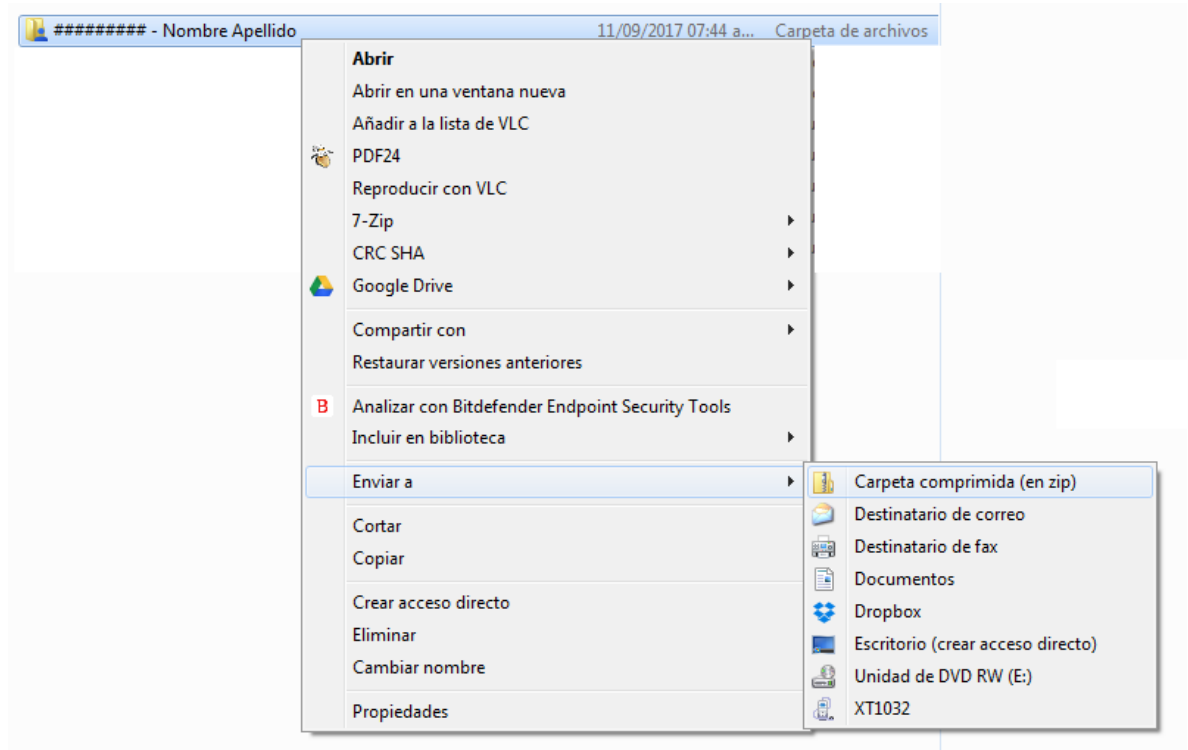 ######### - Nombre Apellido 11/09/2017 07:44 a... Carpeta de archivos
Abrir
Abrir en una ventana nueva
Añadir a la lista de VLC
PDF24
Reproducir con VLC
7-Zip
CRC SHA
Google Drive
Compartir con
Restaurar versiones anteriores
B Analizar con Bitdefender Endpoint Security Tools
Incluir en biblioteca
Enviar a
Cortar
Copiar
Crear acceso directo
Eliminar
Cambiar nombre
Propiedades
Carpeta comprimida (en zip)
Destinatario de correo
Destinatario de fax
Documentos
Dropbox
Escritorio (crear acceso directo)
Unidad de DVD RW (E:)
XT1032